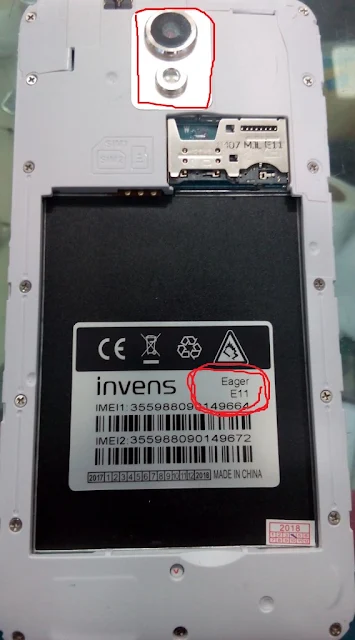 SIM1
SIM2
107 MJL E11
CE
invens
Eager
E11
IMEI1:355988090149664
IMEI2:355988090149672
2017 1 2 3 4 5 6 7 8 9 10 11 12 2018 MADE IN CHINA
2018